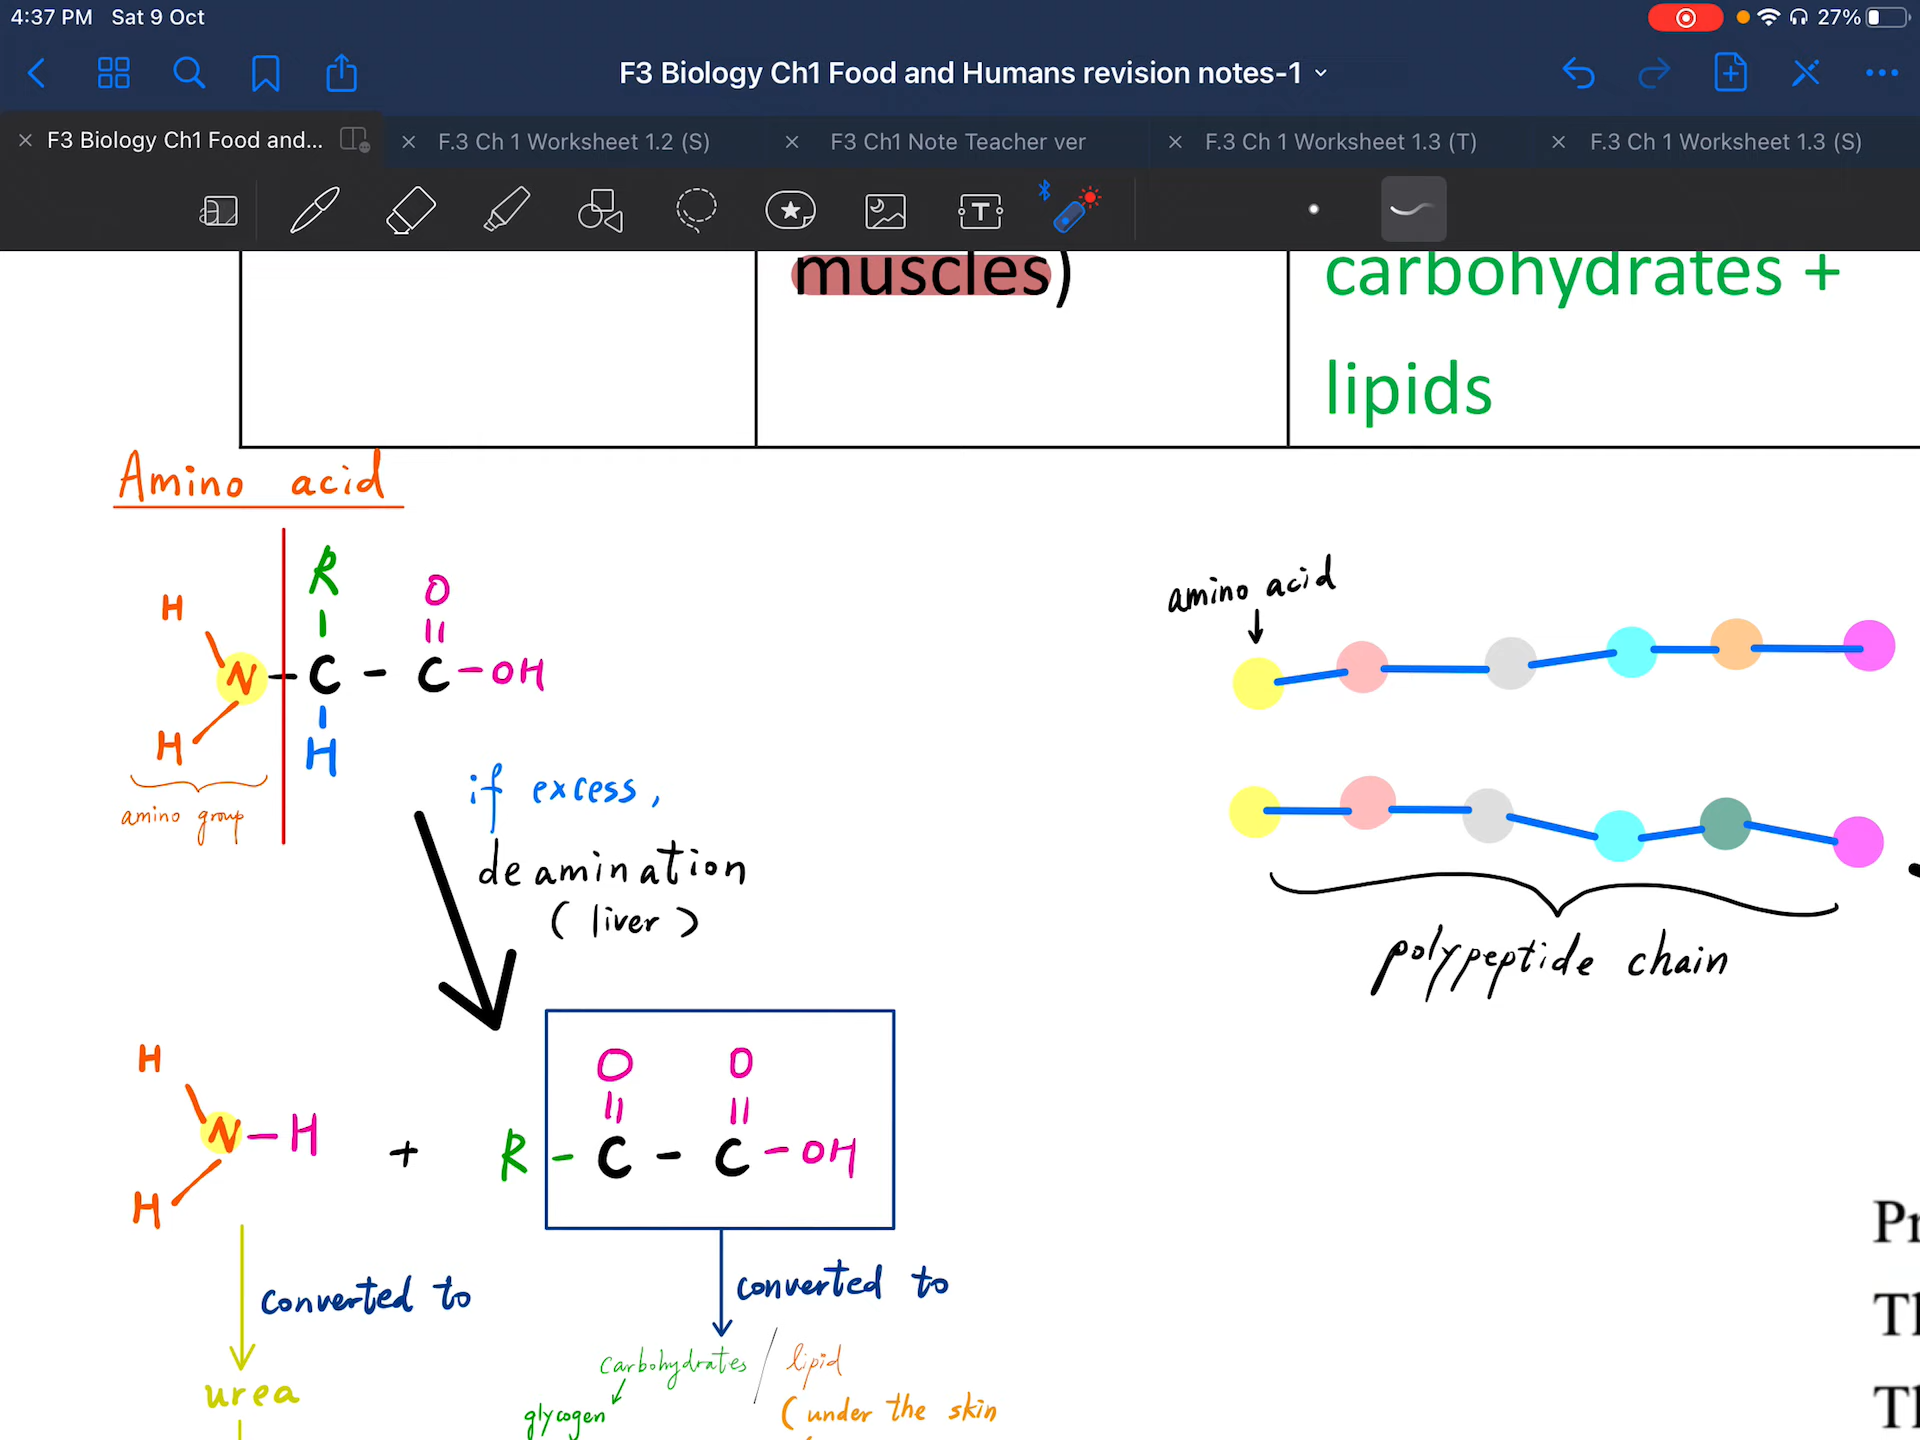 4:37 PM Sat 9 Oct
27%
F3 Biology Ch1 Food and Humans revision notes-1
F3 Biology Ch1 Food and...
F.3 Ch 1 Worksheet 1.2 (S)
F3 Ch1 Note Teacher ver
F.3 Ch 1 Worksheet 1.3 (T)
F.3 Ch 1 Worksheet 1.3 (S)
muscles)
carbohydrates +
lipids
Amino acid
R
O
H
N - C - C - OH
H
H
amino group
if excess,
deamination
(liver)
amino acid
polypeptide chain
H
N - H
H
+
O O
R - C - C - OH
converted to
urea
converted to
carbohydrates / lipid
glycogen
(under the skin
Pr
Th
Th